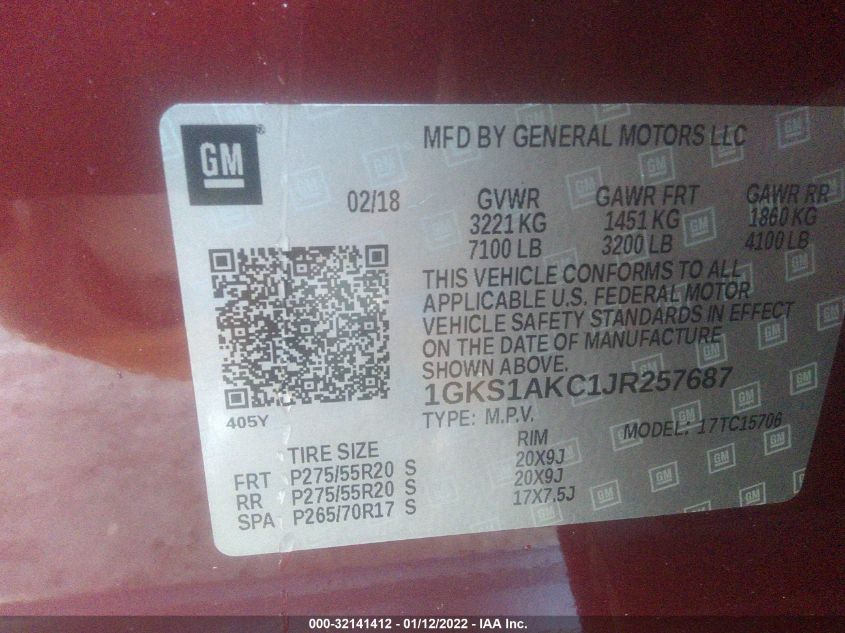 GM
MFD BY GENERAL MOTORS LLC
02/18 GVWR GAWR FRT GAWR RR
3221 KG 1451 KG 1860 KG
7100 LB 3200 LB 4100 LB
THIS VEHICLE CONFORMS TO ALL
APPLICABLE U.S. FEDERAL MOTOR
VEHICLE SAFETY STANDARDS IN EFFECT
ON THE DATE OF MANUFACTURE
SHOWN ABOVE.
1GKS1AKC1JR257687
405Y
TYPE: M.P.V. MODEL: 17TC15706
TIRE SIZE RIM
FRT P275/55R20 S 20X9J
RR P275/55R20 S 20X9J
SPA P265/70R17 S 17X7.5J
000-32141412 - 01/12/2022 - IAA Inc.